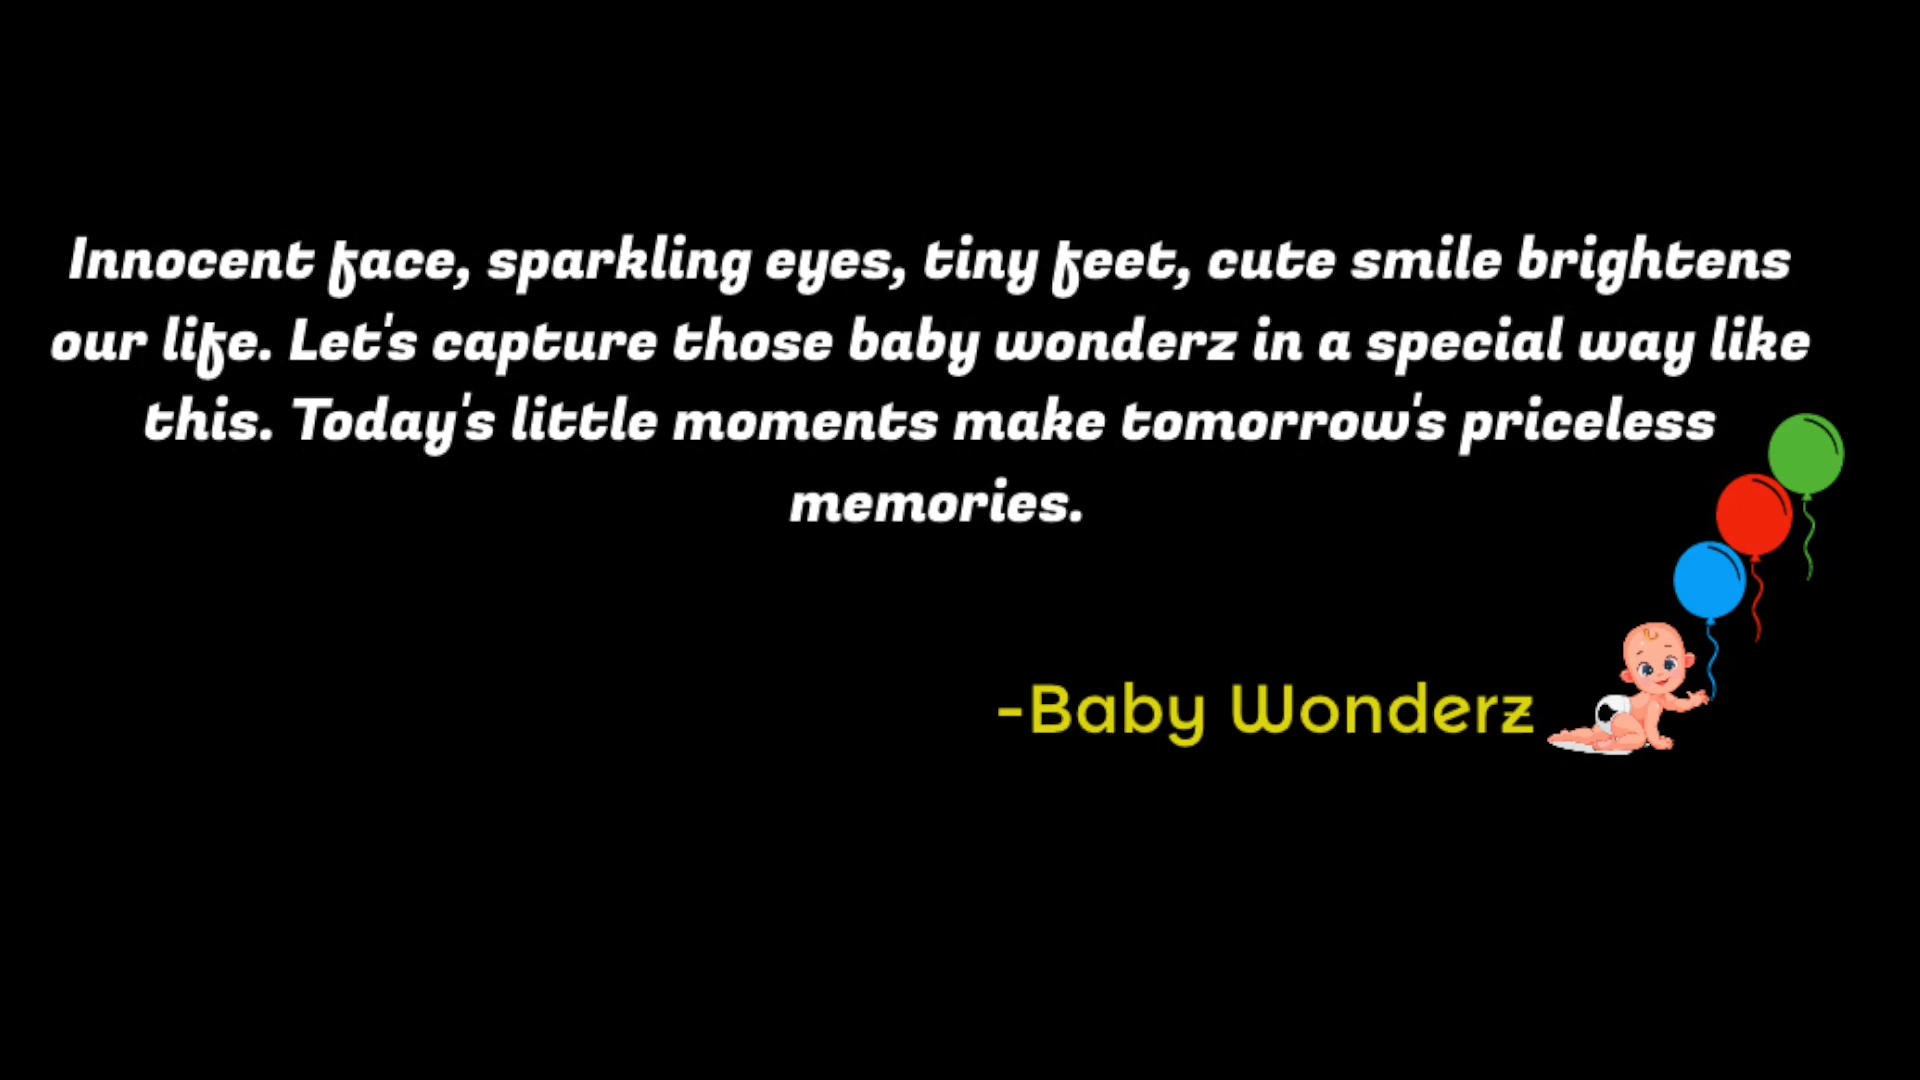 Innocent face, sparkling eyes, tiny feet, cute smile brightens
our life. Let's capture those baby wonderz in a special way like
this. Today's little moments make tomorrow's priceless
memories.
-Baby Wonderz